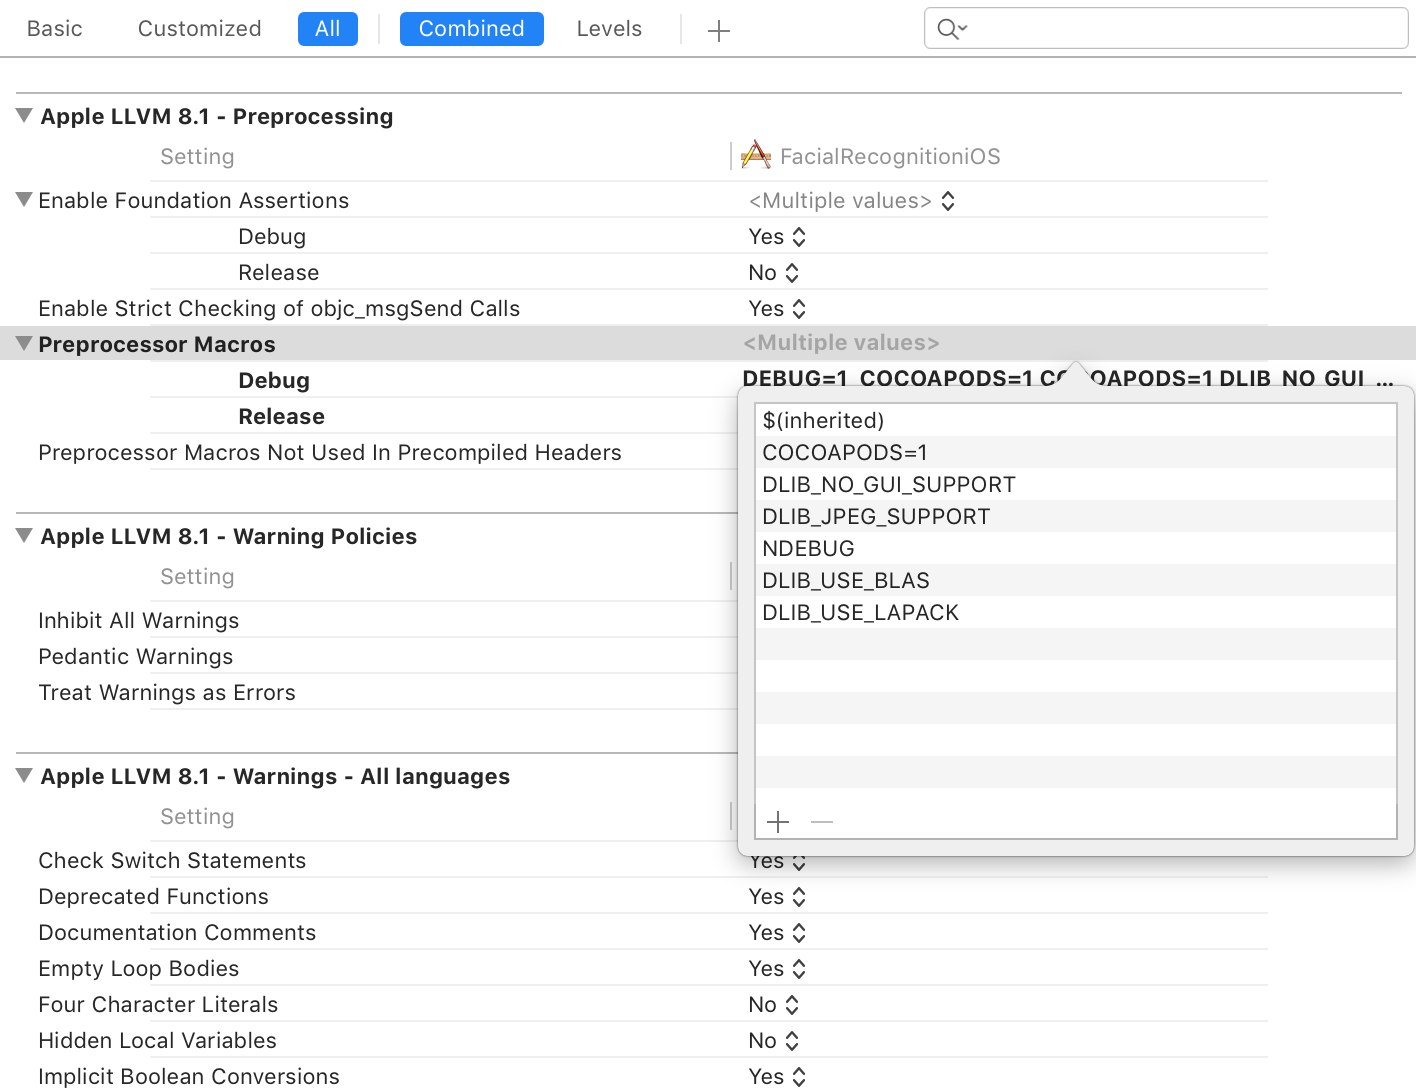 Basic Customized All Combined Levels
Apple LLVM 8.1 - Preprocessing
Setting FacialRecognitioniOS
Enable Foundation Assertions <Multiple values>
Debug Yes
Release No
Enable Strict Checking of objc_msgSend Calls Yes
Preprocessor Macros <Multiple values>
Debug DEBUG=1 COCOAPODS=1 COCOAPODS=1 DLIB_NO_GUI_...
Release
Preprocessor Macros Not Used In Precompiled Headers
$(inherited)
COCOAPODS=1
DLIB_NO_GUI_SUPPORT
DLIB_JPEG_SUPPORT
NDEBUG
DLIB_USE_BLAS
DLIB_USE_LAPACK
Apple LLVM 8.1 - Warning Policies
Setting
Inhibit All Warnings
Pedantic Warnings
Treat Warnings as Errors
Apple LLVM 8.1 - Warnings - All languages
Setting
Check Switch Statements Yes
Deprecated Functions Yes
Documentation Comments Yes
Empty Loop Bodies Yes
Four Character Literals No
Hidden Local Variables No
Implicit Boolean Conversions Yes